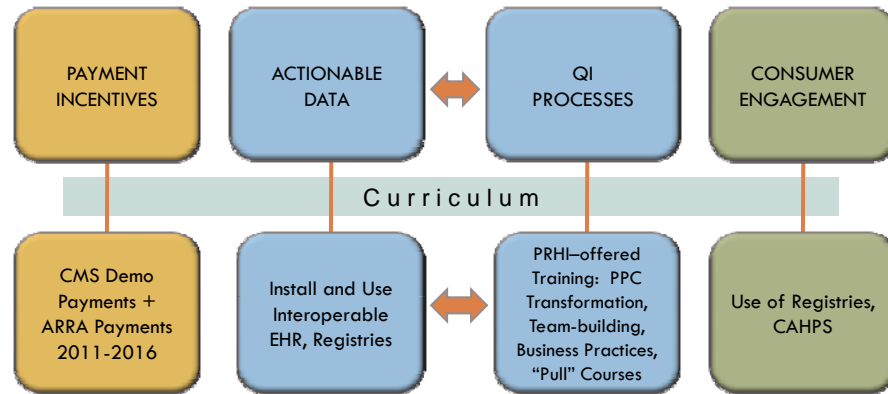 PAYMENT
INCENTIVES
ACTIONABLE
DATA
QI
PROCESSES
CONSUMER
ENGAGEMENT
Curriculum
CMS Demo
Payments +
ARRA Payments
2011-2016
Install and Use
Interoperable
EHR, Registries
PRHI–offered
Training: PPC
Transformation,
Team-building,
Business Practices,
“Pull” Courses
Use of Registries,
CAHPS